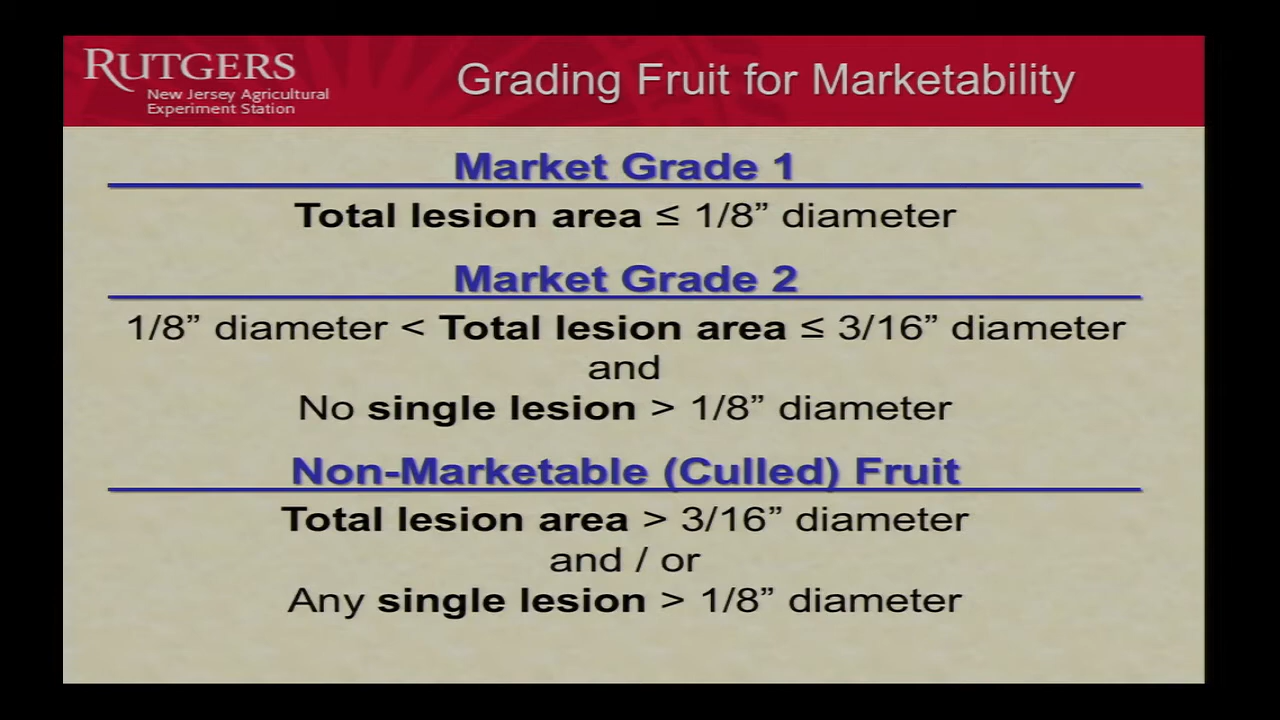 RUTGERS
New Jersey Agricultural
Experiment Station
Grading Fruit for Marketability
Market Grade 1
Total lesion area ≤ 1/8” diameter
Market Grade 2
1/8” diameter < Total lesion area ≤ 3/16” diameter
and
No single lesion > 1/8” diameter
Non-Marketable (Culled) Fruit
Total lesion area > 3/16” diameter
and / or
Any single lesion > 1/8” diameter